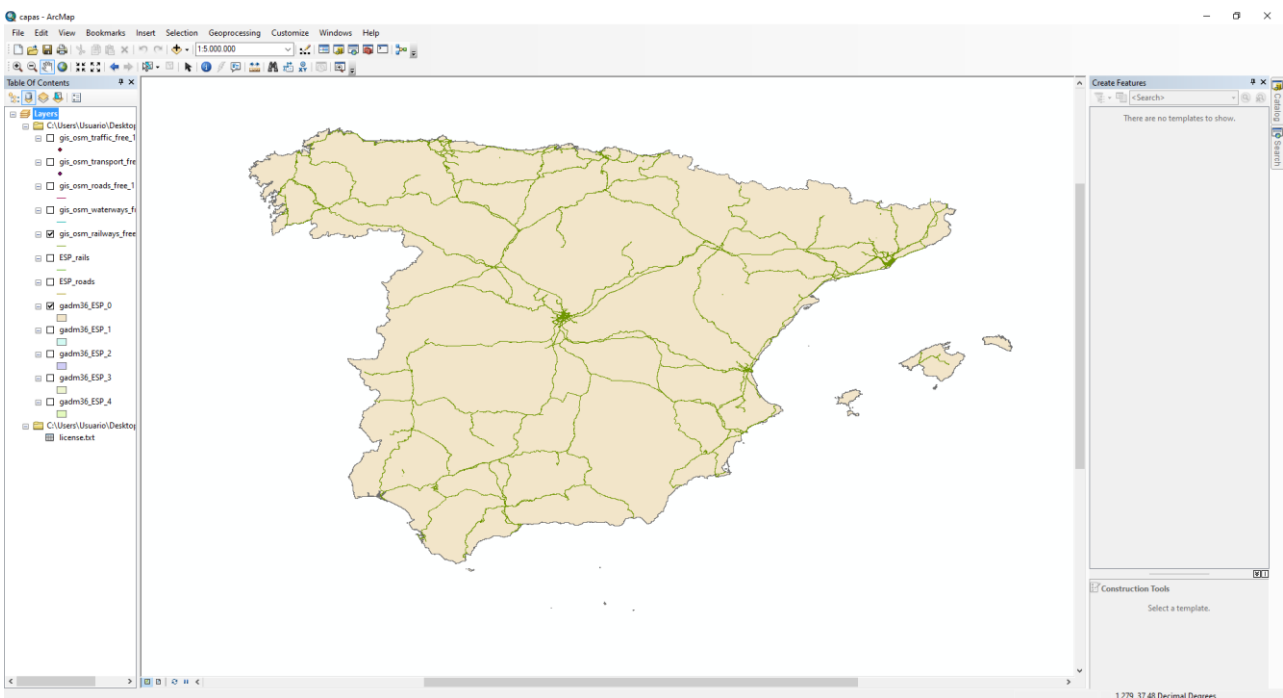 capas - ArcMap
File Edit View Bookmarks Insert Selection Geoprocessing Customize Windows Help
1:5.000.000
Table Of Contents
Layers
C:\Users\Usuario\Desktop
gis_osm_traffic_free_1
gis_osm_transport_fre
gis_osm_roads_free_1
gis_osm_waterways_fr
gis_osm_railways_free
ESP_rails
ESP_roads
gadm36_ESP_0
gadm36_ESP_1
gadm36_ESP_2
gadm36_ESP_3
gadm36_ESP_4
C:\Users\Usuario\Desktop
license.txt
Create Features
<Search>
There are no templates to show.
Catalog
Search
Construction Tools
Select a template.
1,279 37,48 Decimal Degrees